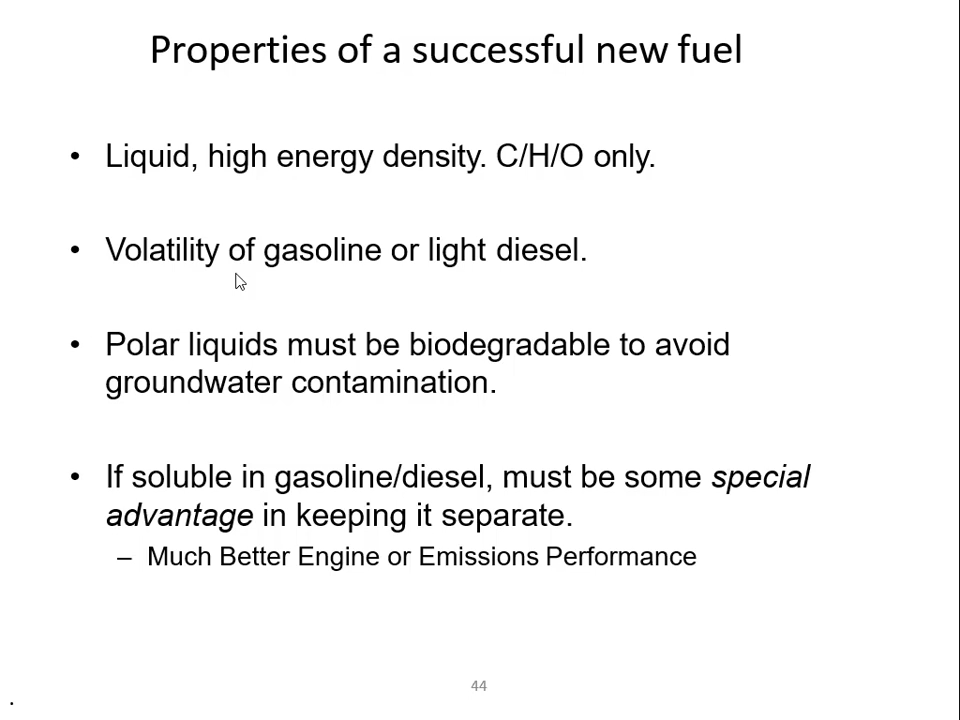 Properties of a successful new fuel
• Liquid, high energy density. C/H/O only.
• Volatility of gasoline or light diesel.
• Polar liquids must be biodegradable to avoid
groundwater contamination.
• If soluble in gasoline/diesel, must be some special
advantage in keeping it separate.
– Much Better Engine or Emissions Performance
44
.